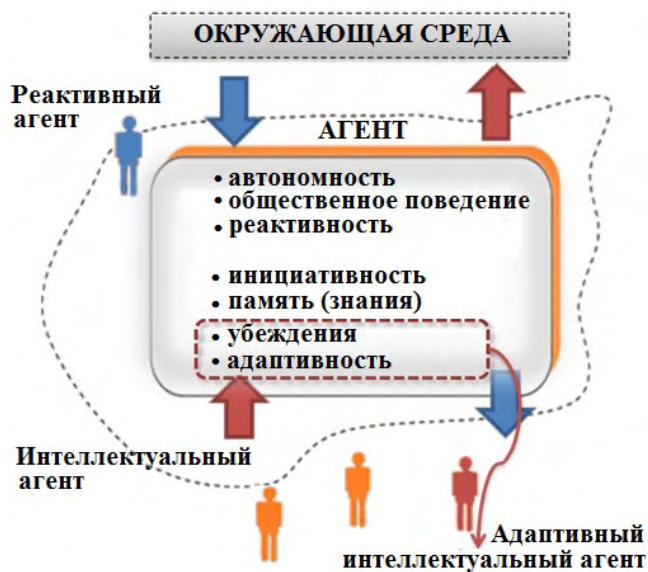 ОКРУЖАЮЩАЯ СРЕДА
Реактивный
агент
АГЕНТ
• автономность
• общественное поведение
• реактивность
• инициативность
• память (знания)
• убеждения
• адаптивность
Интеллектуальный
агент
Адаптивный
интеллектуальный агент